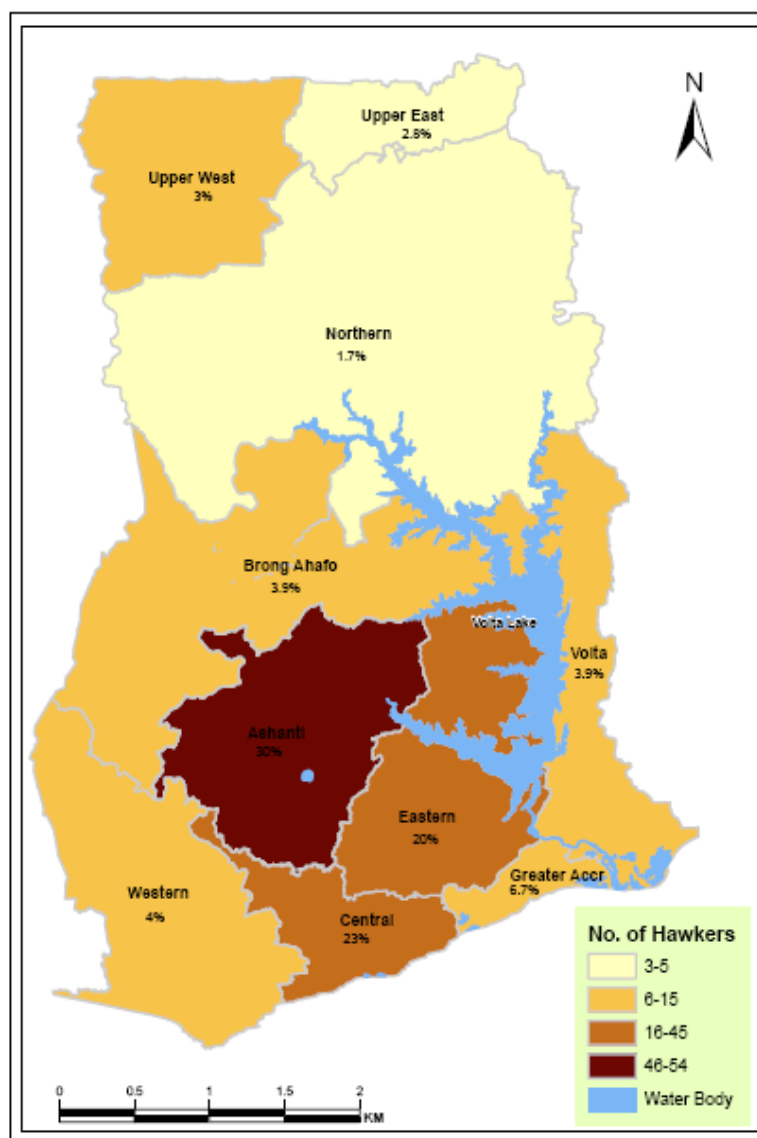 N
Upper East
2.8%
Upper West
3%
Northern
1.7%
Brong Ahafo
3.9%
Volta Lake
Volta
3.9%
Ashanti
30%
Eastern
20%
Greater Accr
6.7%
Western
4%
Central
23%
No. of Hawkers
3-5
6-15
16-45
46-54
Water Body
0 0.5 1 1.5 2
KM